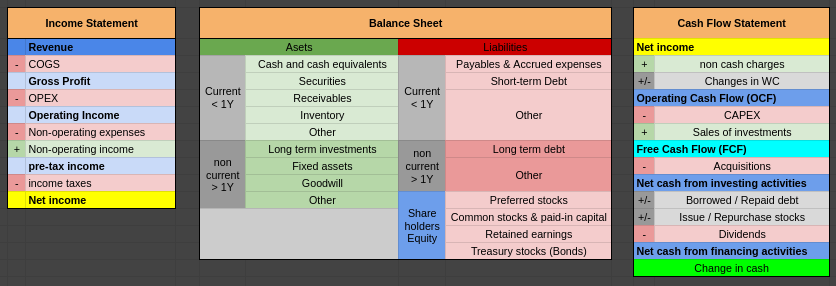 Income Statement
Revenue
- COGS
Gross Profit
- OPEX
Operating Income
- Non-operating expenses
+ Non-operating income
pre-tax income
- income taxes
Net income
Balance Sheet
Asets
Current
< 1Y
Cash and cash equivalents
Securities
Receivables
Inventory
Other
non
current
> 1Y
Long term investments
Fixed assets
Goodwill
Other
Liabilities
Current
< 1Y
Payables & Accrued expenses
Short-term Debt
Other
non
current
> 1Y
Long term debt
Other
Share
holders
Equity
Preferred stocks
Common stocks & paid-in capital
Retained earnings
Treasury stocks (Bonds)
Cash Flow Statement
Net income
+ non cash charges
+/- Changes in WC
Operating Cash Flow (OCF)
- CAPEX
+ Sales of investments
Free Cash Flow (FCF)
- Acquisitions
Net cash from investing activities
+/- Borrowed / Repaid debt
+/- Issue / Repurchase stocks
- Dividends
Net cash from financing activities
Change in cash